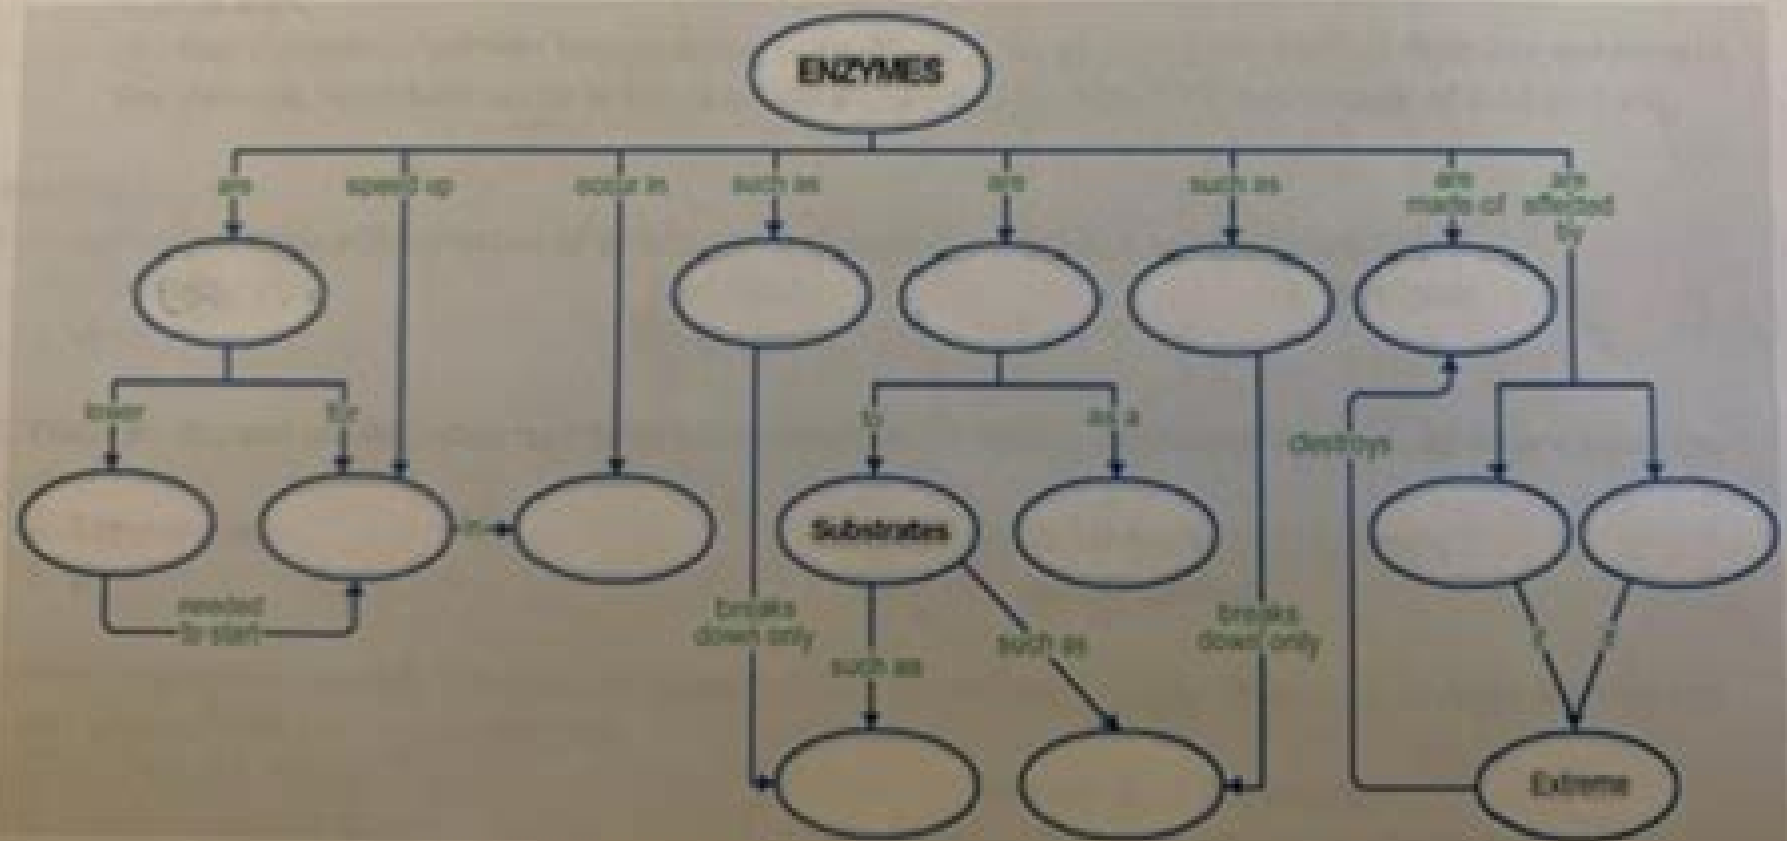 ENZYMES
are
speed up
occur in
such as
are
such as
are
made of
are
affected
by
lower
for
to
as a
destroys
in
Substrates
needed
to start
breaks
down only
such as
such as
breaks
down only
if
if
Extreme